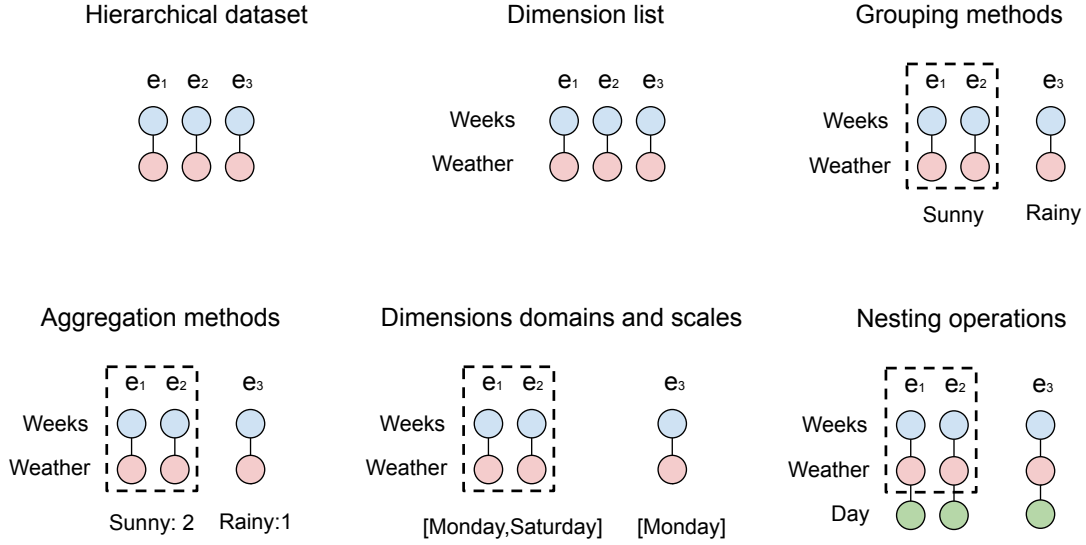 Hierarchical dataset
Dimension list
Grouping methods
e1 e2 e3
e1 e2 e3
e1 e2 e3
Weeks
Weeks
Weather
Weather
Sunny Rainy
Aggregation methods
Dimensions domains and scales
Nesting operations
e1 e2 e3
e1 e2 e3
e1 e2 e3
Weeks
Weeks
Weeks
Weather
Weather
Weather
Sunny: 2 Rainy:1
[Monday,Saturday] [Monday]
Day